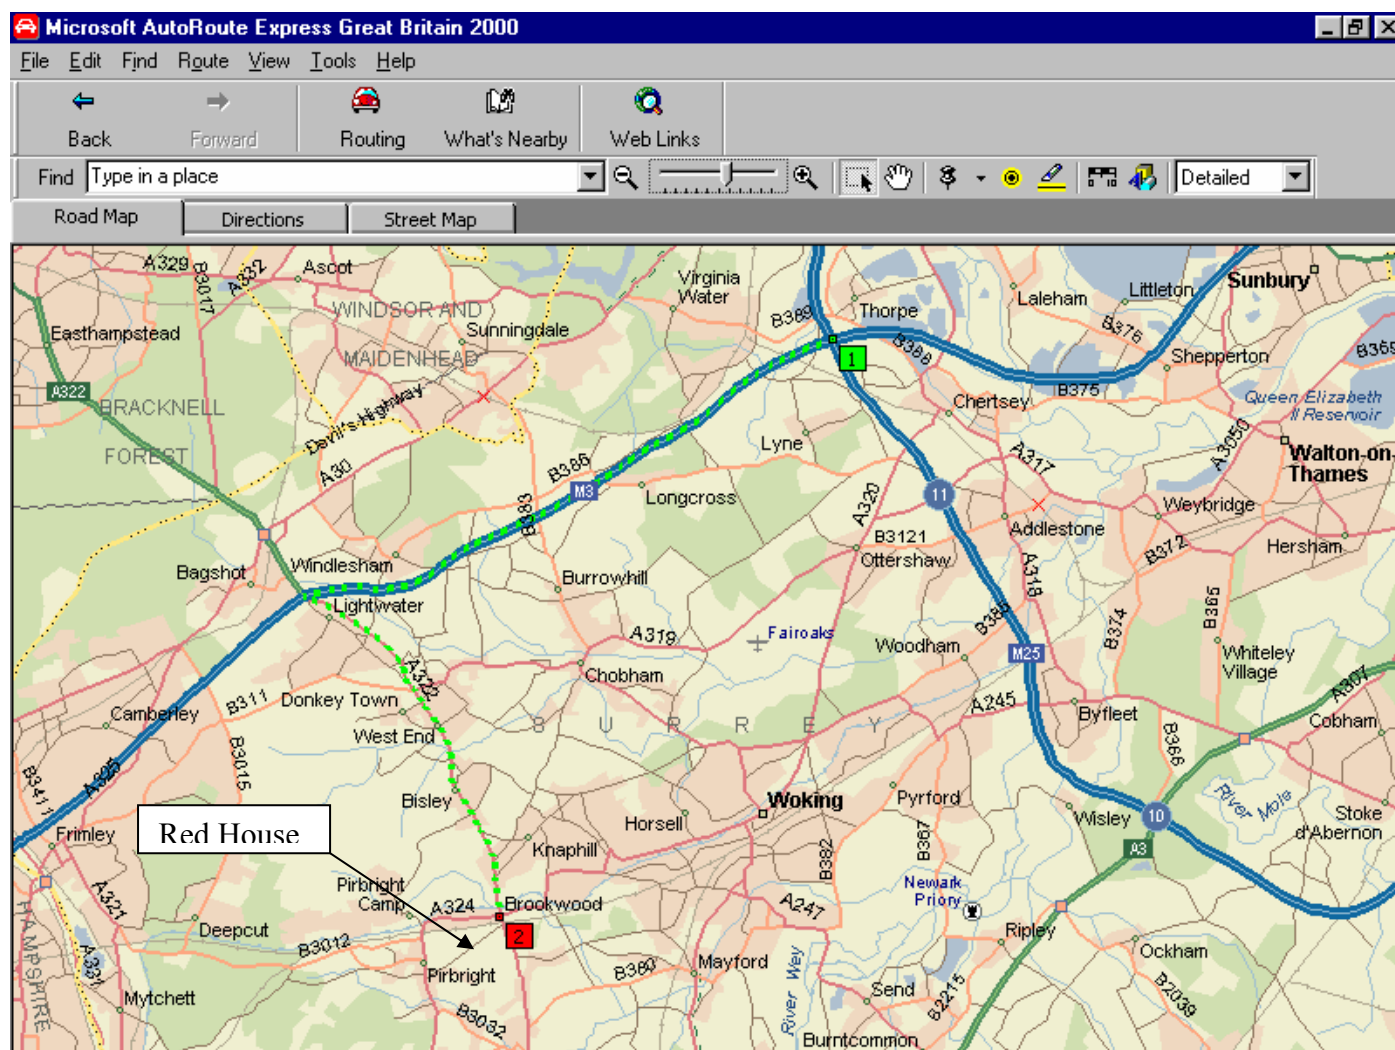 Microsoft AutoRoute Express Great Britain 2000
File Edit Find Route View Tools Help
Back Forward Routing What's Nearby Web Links
Find Type in a place Detailed
Road Map Directions Street Map
A329
B3017
A332
Ascot
Virginia
Water
Laleham
Littleton
Sunbury
WINDSOR AND
MAIDENHEAD
Easthampstead
Sunningdale
B389
Thorpe
B388
B376
Shepperton
B369
1
A322
BRACKNELL
FOREST
Devil's Highway
A30
B375
Queen Elizabeth
II Reservoir
Chertsey
Lyne
B386
B383
M3
Longcross
A320
11
A317
A3050
Walton-on-
Thames
Weybridge
Addlestone
B3121
Ottershaw
A318
B372
Hersham
Windlesham
Bagshot
Lightwater
Burrowhill
A319
Fairoaks
Woodham
B385
B374
B365
M25
Whiteley
Village
A307
Chobham
A322
Donkey Town
B311
Camberley
West End
SURREY
A245
Byfleet
Cobham
B3015
B366
A325
B3411
Bisley
Woking
Pyrford
Wisley
10
River Mole
Stoke
d'Abernon
Red House
Frimley
Horsell
Knaphill
B382
B367
A3
Pirbright
Camp
A324
Brookwood
2
A247
Newark
Priory
Ripley
HAMPSHIRE
A321
A331
Deepcut
B3012
Pirbright
B380
Mayford
River Wey
Ockham
Mytchett
B3032
Send
B2215
B2039
Burntcommon